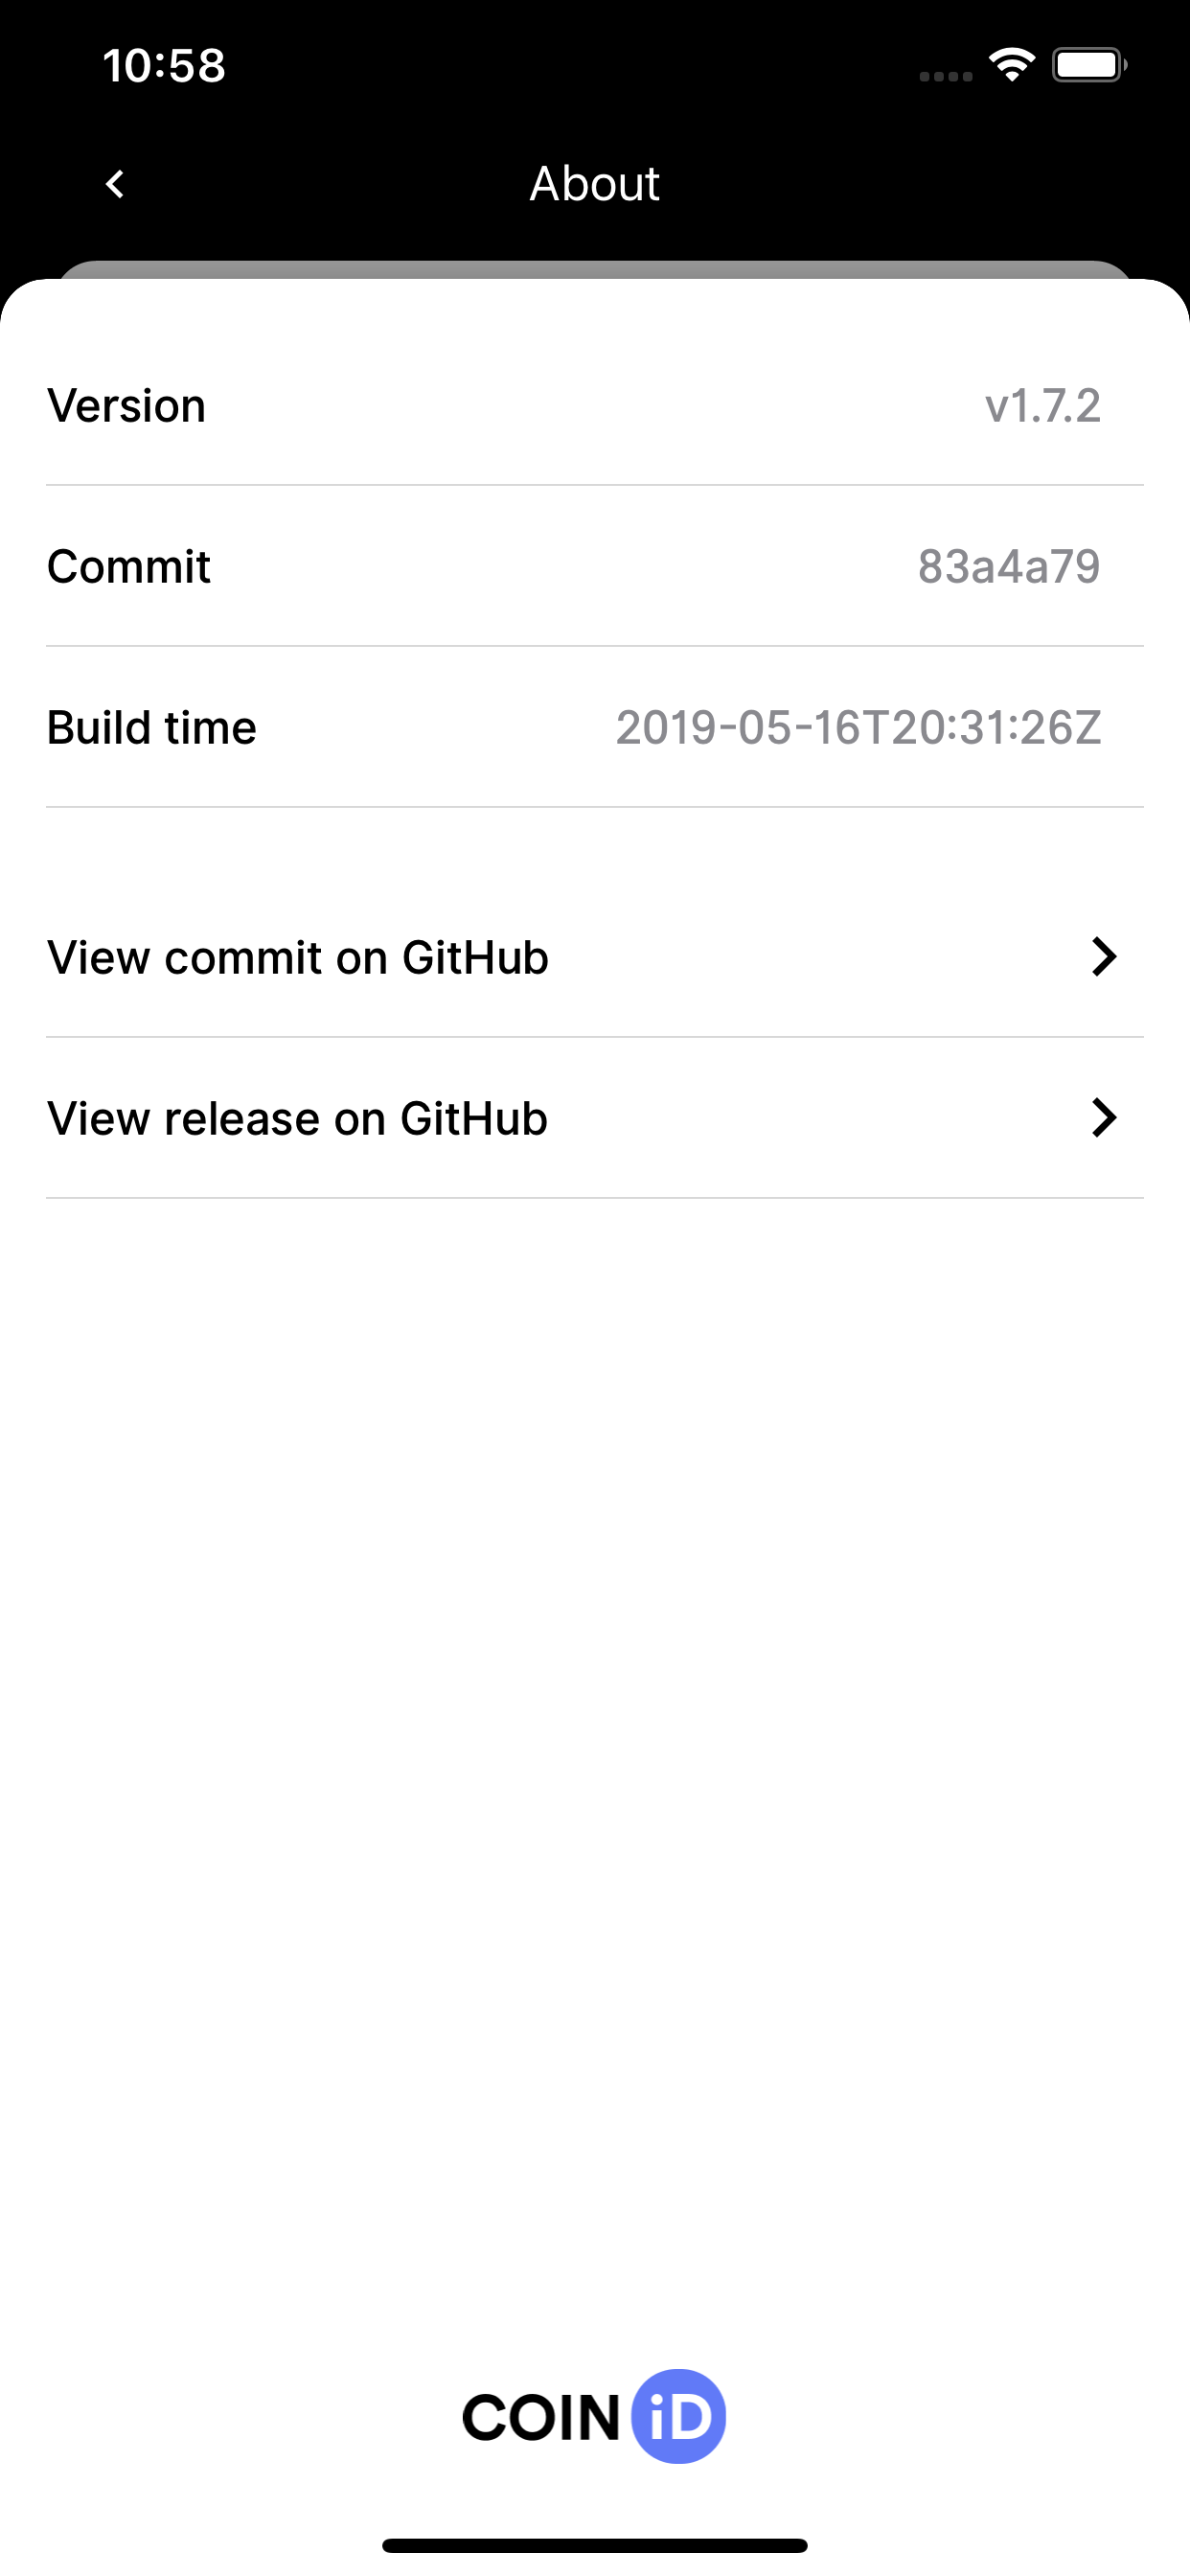 10:58
About
Version v1.7.2
Commit 83a4a79
Build time 2019-05-16T20:31:26Z
View commit on GitHub
View release on GitHub
COIN iD